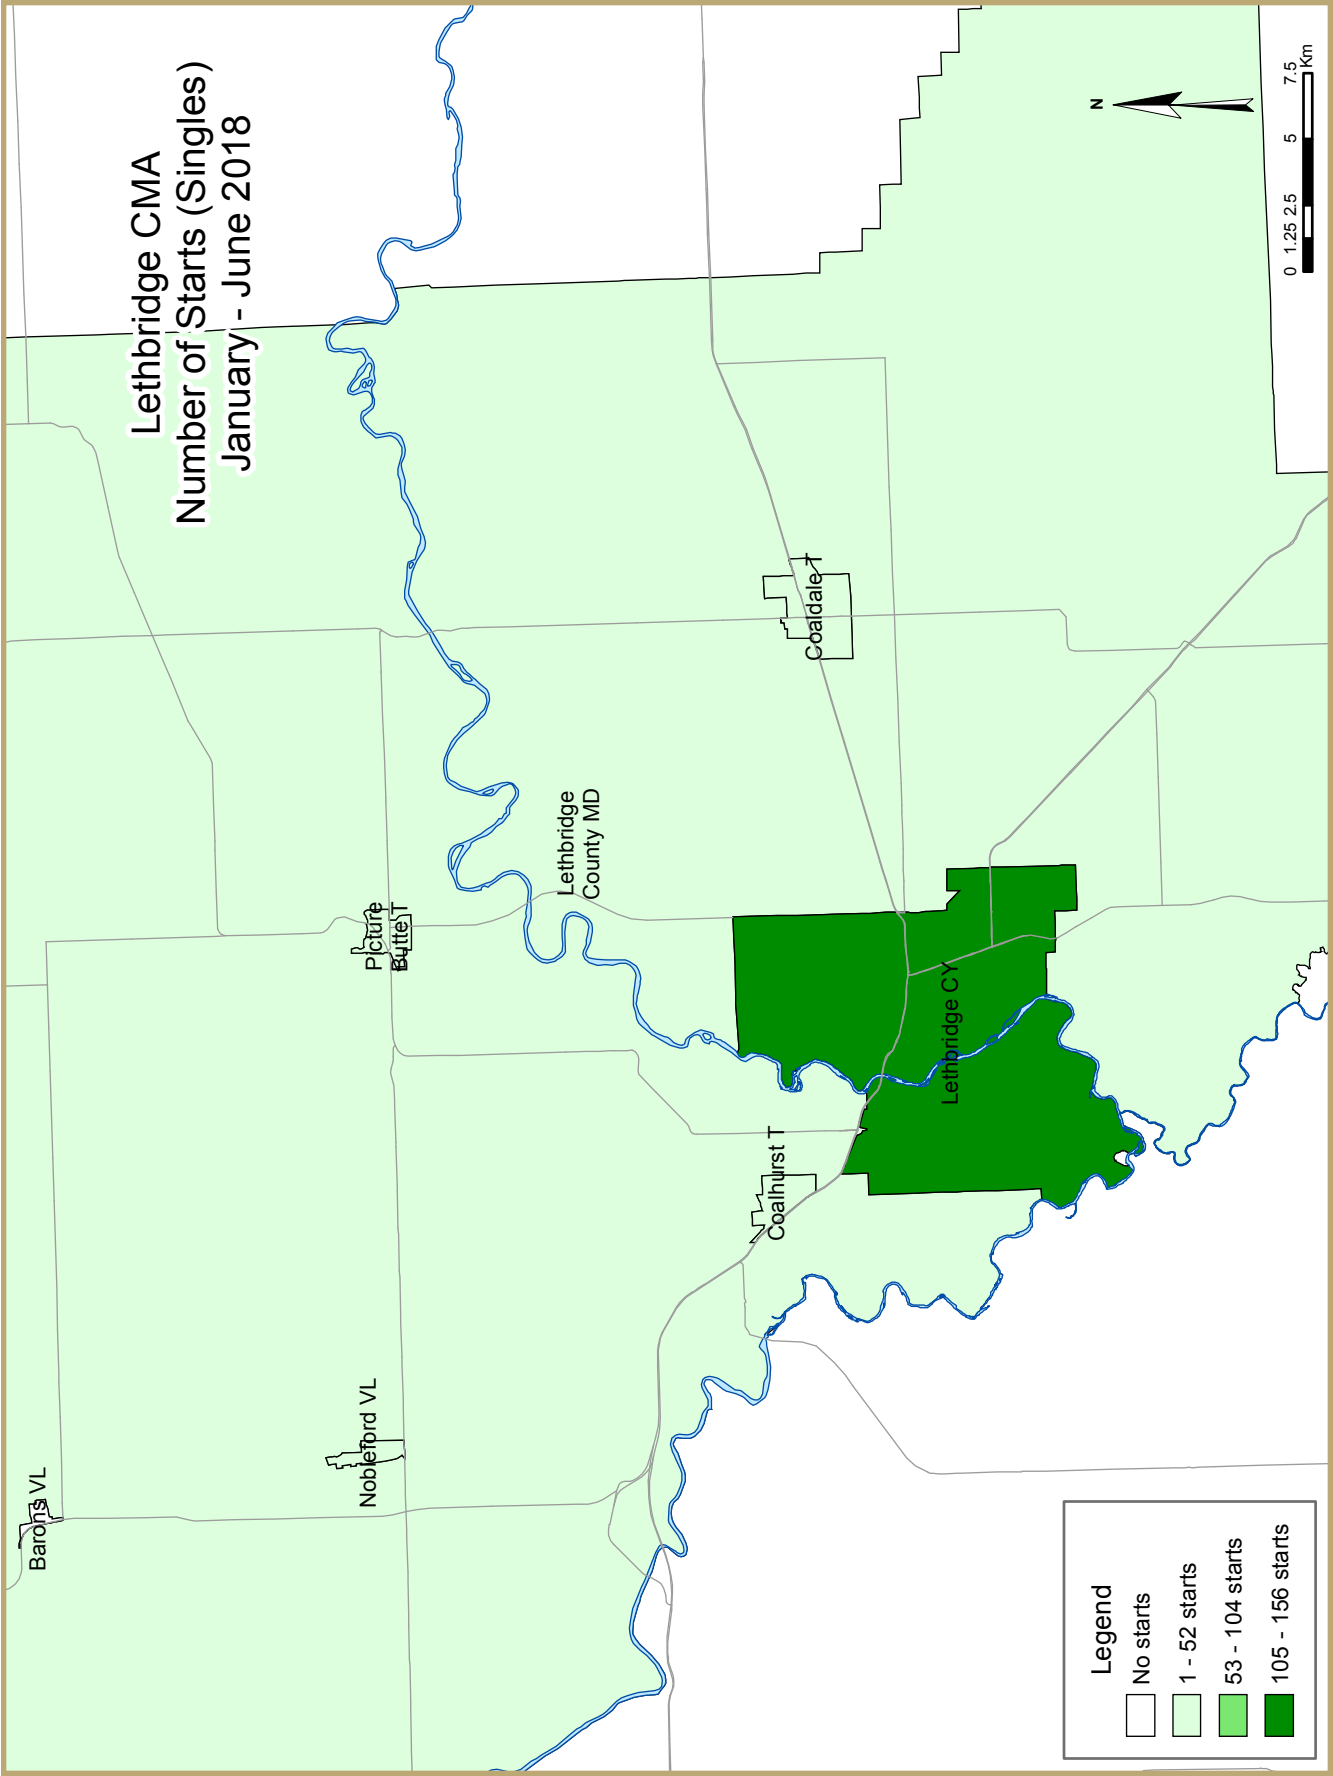 Lethbridge CMA
Number of Starts (Singles)
January - June 2018
Barons VL
Nobleford VL
Picture
Butte T
Lethbridge
County MD
Coalhurst T
Coaldale T
Lethbridge CY
N
0 1.25 2.5 5 7.5
Km
Legend
No starts
1 - 52 starts
53 - 104 starts
105 - 156 starts